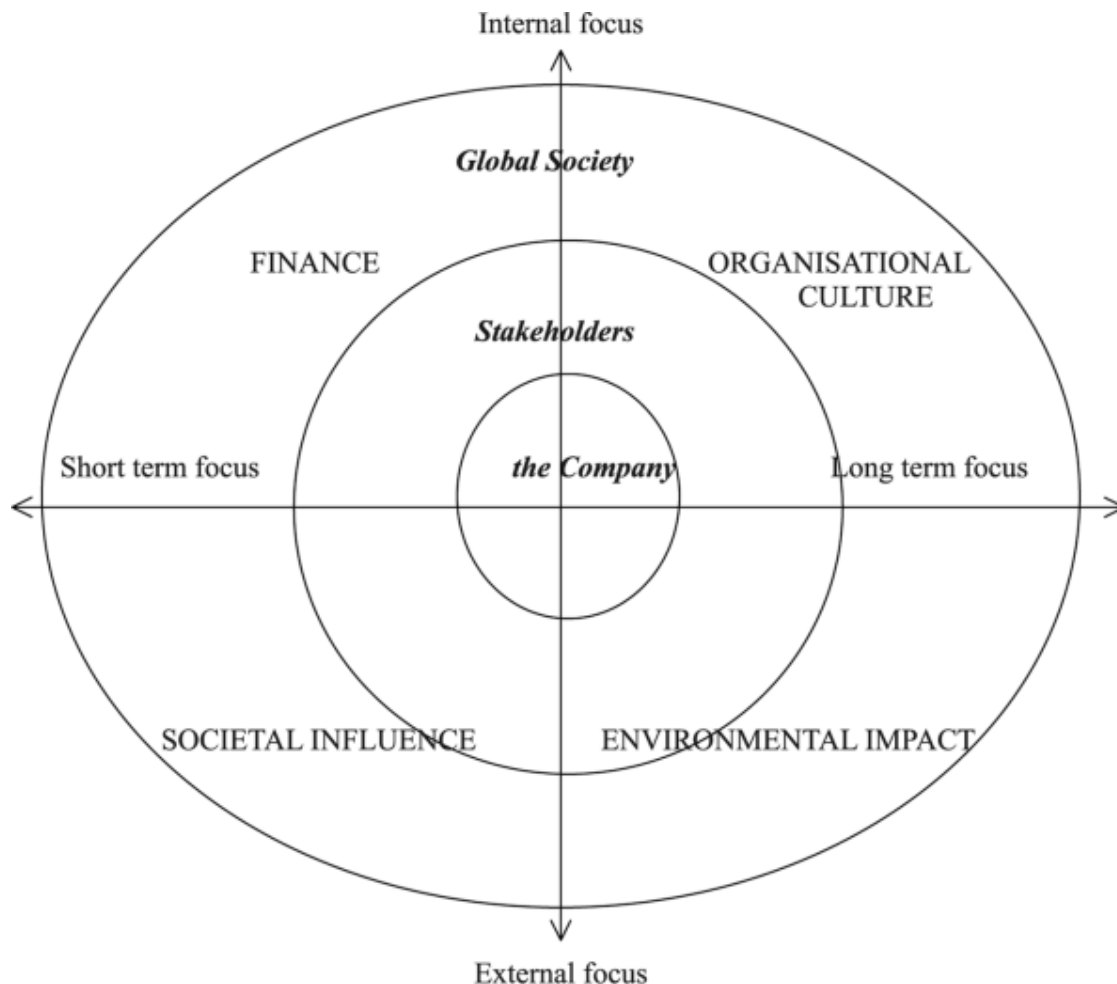 Internal focus
Global Society
FINANCE
ORGANISATIONAL
CULTURE
Stakeholders
Short term focus
the Company
Long term focus
SOCIETAL INFLUENCE
ENVIRONMENTAL IMPACT
External focus